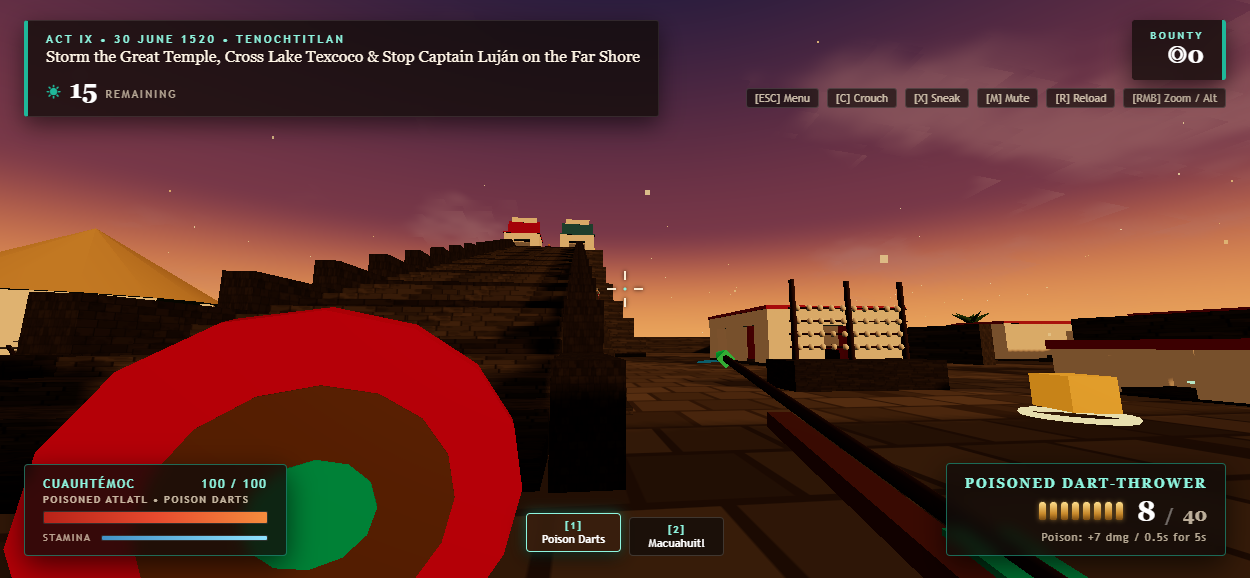 ACT IX • 30 JUNE 1520 • TENOCHTITLAN
Storm the Great Temple, Cross Lake Texcoco & Stop Captain Luján on the Far Shore
15 REMAINING
BOUNTY
0
[ESC] Menu
[C] Crouch
[X] Sneak
[M] Mute
[R] Reload
[RMB] Zoom / Alt
CUAUHTÉMOC 100 / 100
POISONED ATLATL • POISON DARTS
STAMINA
[1]
Poison Darts
[2]
Macuahuitl
POISONED DART-THROWER
8 / 40
Poison: +7 dmg / 0.5s for 5s